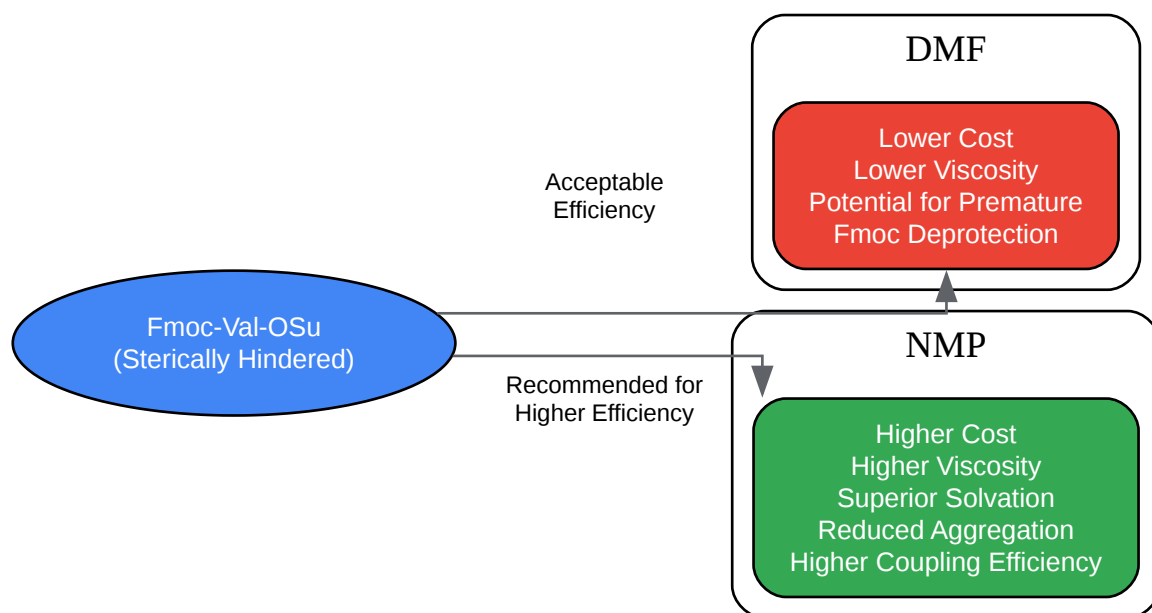 DMF
Lower Cost
Lower Viscosity
Potential for Premature
Fmoc Deprotection
Acceptable
Efficiency
Fmoc-Val-OSu
(Sterically Hindered)
Recommended for
Higher Efficiency
NMP
Higher Cost
Higher Viscosity
Superior Solvation
Reduced Aggregation
Higher Coupling Efficiency